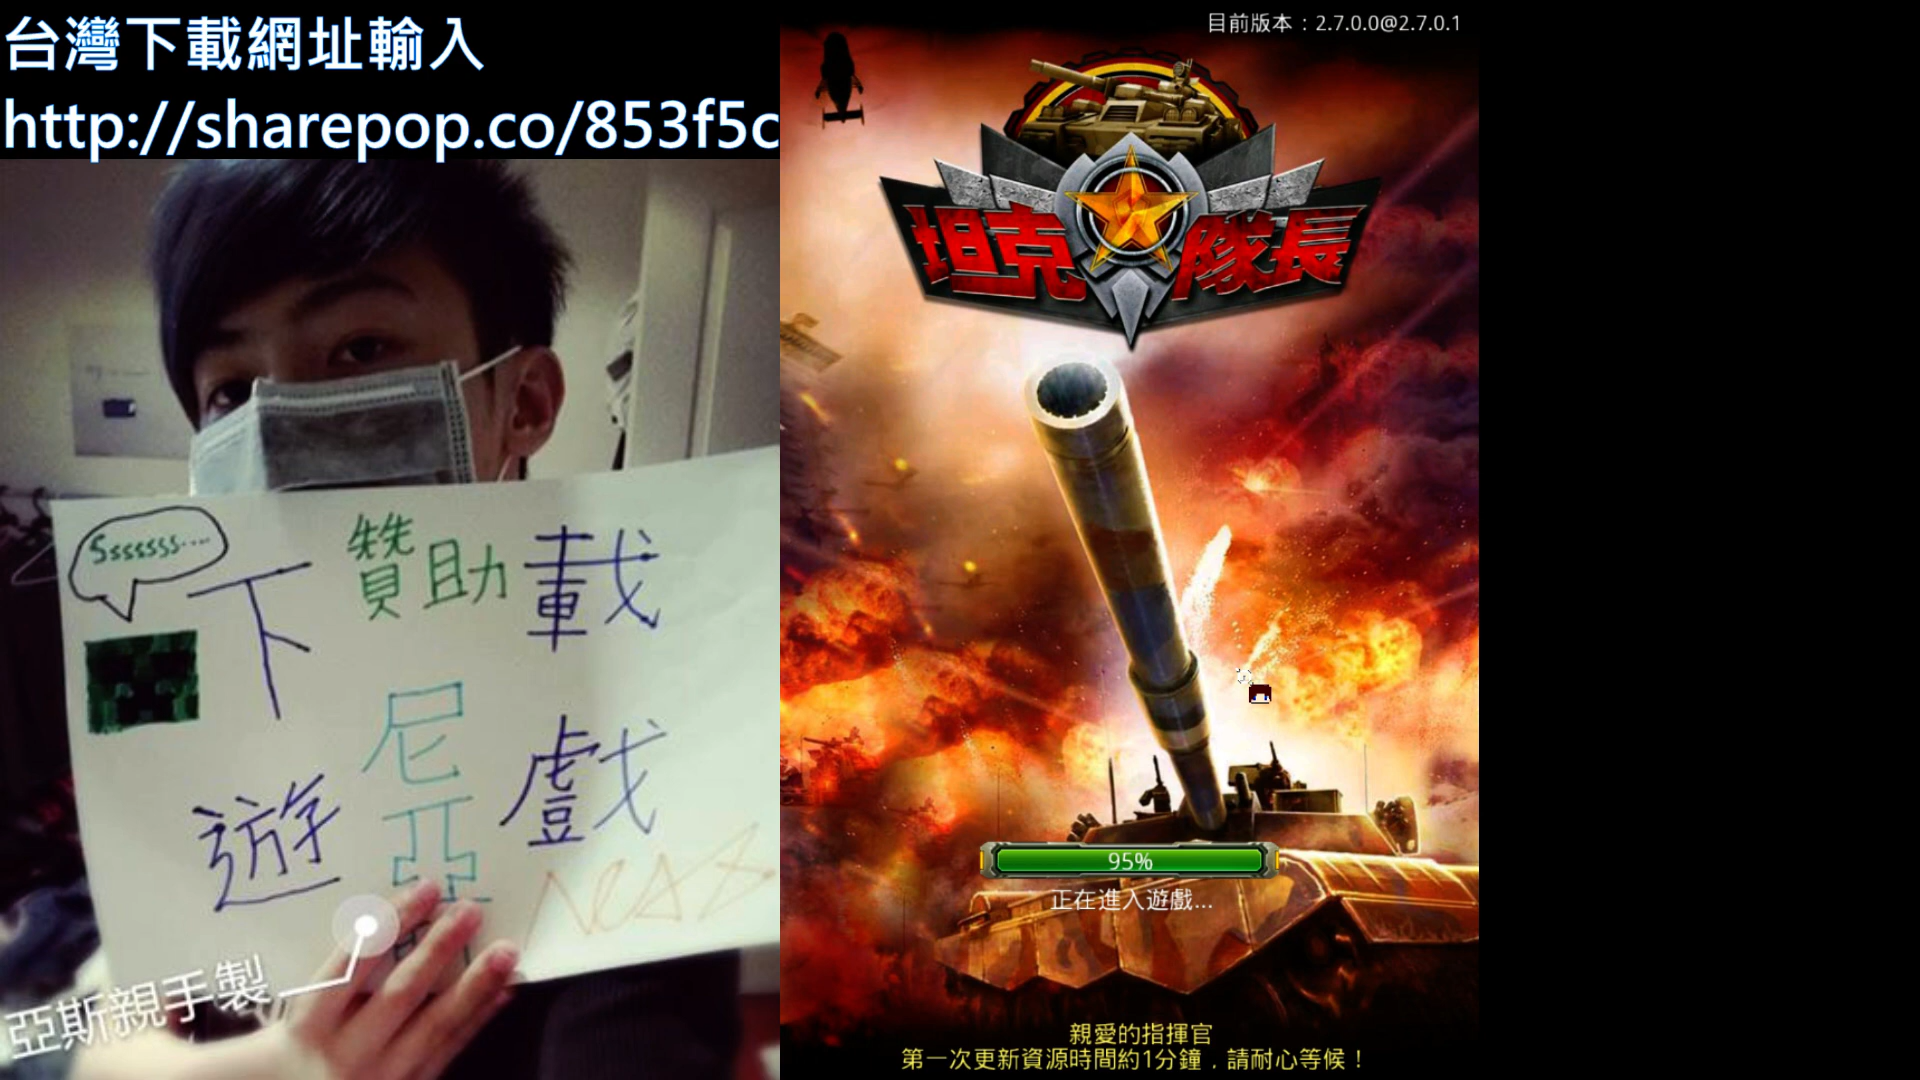 台灣下載網址輸入
http://sharepop.co/853f5c
Sssssss....
下載
贊助
遊戲
尼亞
亞斯親手製
目前版本：2.7.0.0@2.7.0.1
坦克隊長
95%
正在進入遊戲...
親愛的指揮官
第一次更新資源時間約1分鐘，請耐心等候！